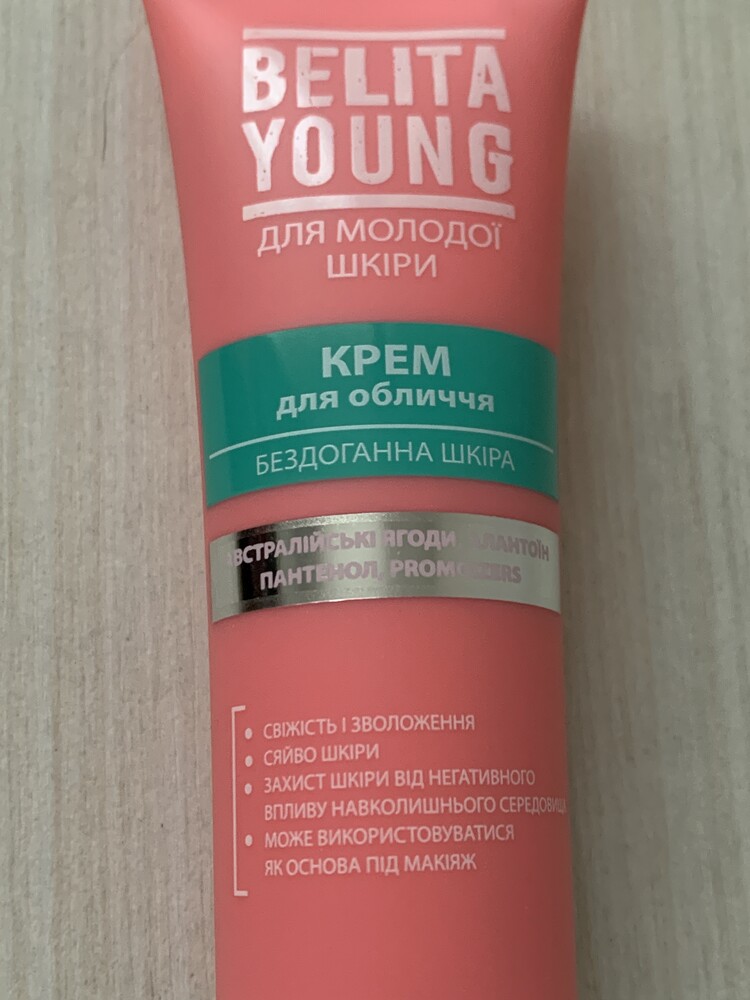 BELITA
YOUNG
ДЛЯ МОЛОДОЇ
ШКІРИ
КРЕМ
для обличчя
БЕЗДОГАННА ШКІРА
ЯГОДИ
ПАНТЕНОЛ,
СВІЖІСТЬ І ЗВОЛОЖЕННЯ
СЯЙВО ШКІРИ
ЗАХИСТ ШКІРИ ВІД НЕГАТИВНОГО
ВПЛИВУ НАВКОЛИШНЬОГО
МОЖЕ ВИКОРИСТОВУВАТИСЯ
ЯК ОСНОВА ПІД МАКІЯЖ